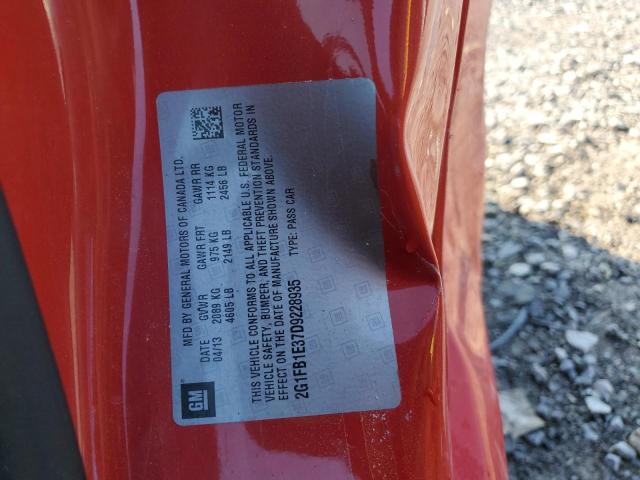 GM
MFD BY GENERAL MOTORS OF CANADA LTD.
DATE GVWR GAWR FRT GAWR RR
04/13 2089 KG 975 KG 1114 KG
4605 LB 2149 LB 2456 LB
THIS VEHICLE CONFORMS TO ALL APPLICABLE U.S. FEDERAL MOTOR
VEHICLE SAFETY, BUMPER, AND THEFT PREVENTION STANDARDS IN
EFFECT ON THE DATE OF MANUFACTURE SHOWN ABOVE.
2G1FB1E37D9228935 TYPE: PASS CAR